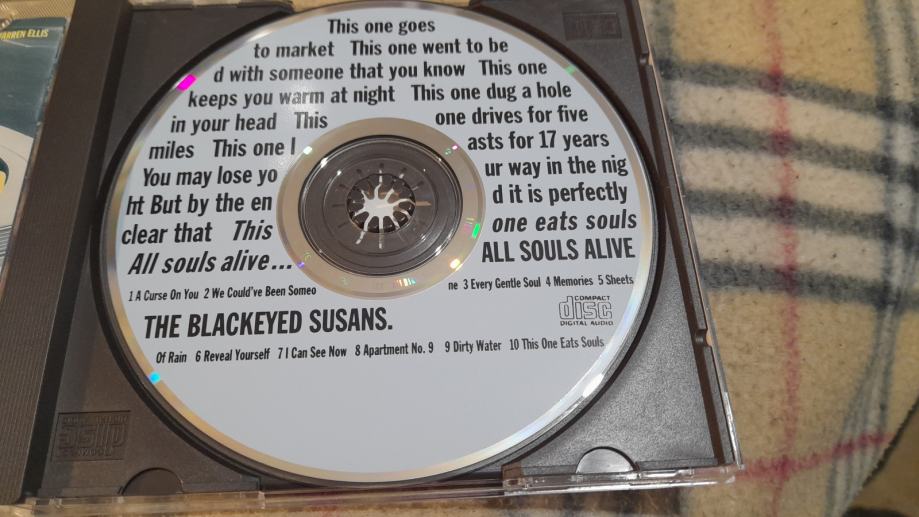 WARREN ELLIS
This one goes
to market This one went to be
d with someone that you know This one
keeps you warm at night This one dug a hole
in your head This one drives for five
miles This one l asts for 17 years
You may lose yo ur way in the nig
ht But by the en d it is perfectly
clear that This one eats souls
All souls alive... ALL SOULS ALIVE
1 A Curse On You 2 We Could've Been Someo ne 3 Every Gentle Soul 4 Memories 5 Sheets
THE BLACKEYED SUSANS.
COMPACT
disc
DIGITAL AUDIO
Of Rain 6 Reveal Yourself 7 I Can See Now 8 Apartment No. 9 9 Dirty Water 10 This One Eats Souls